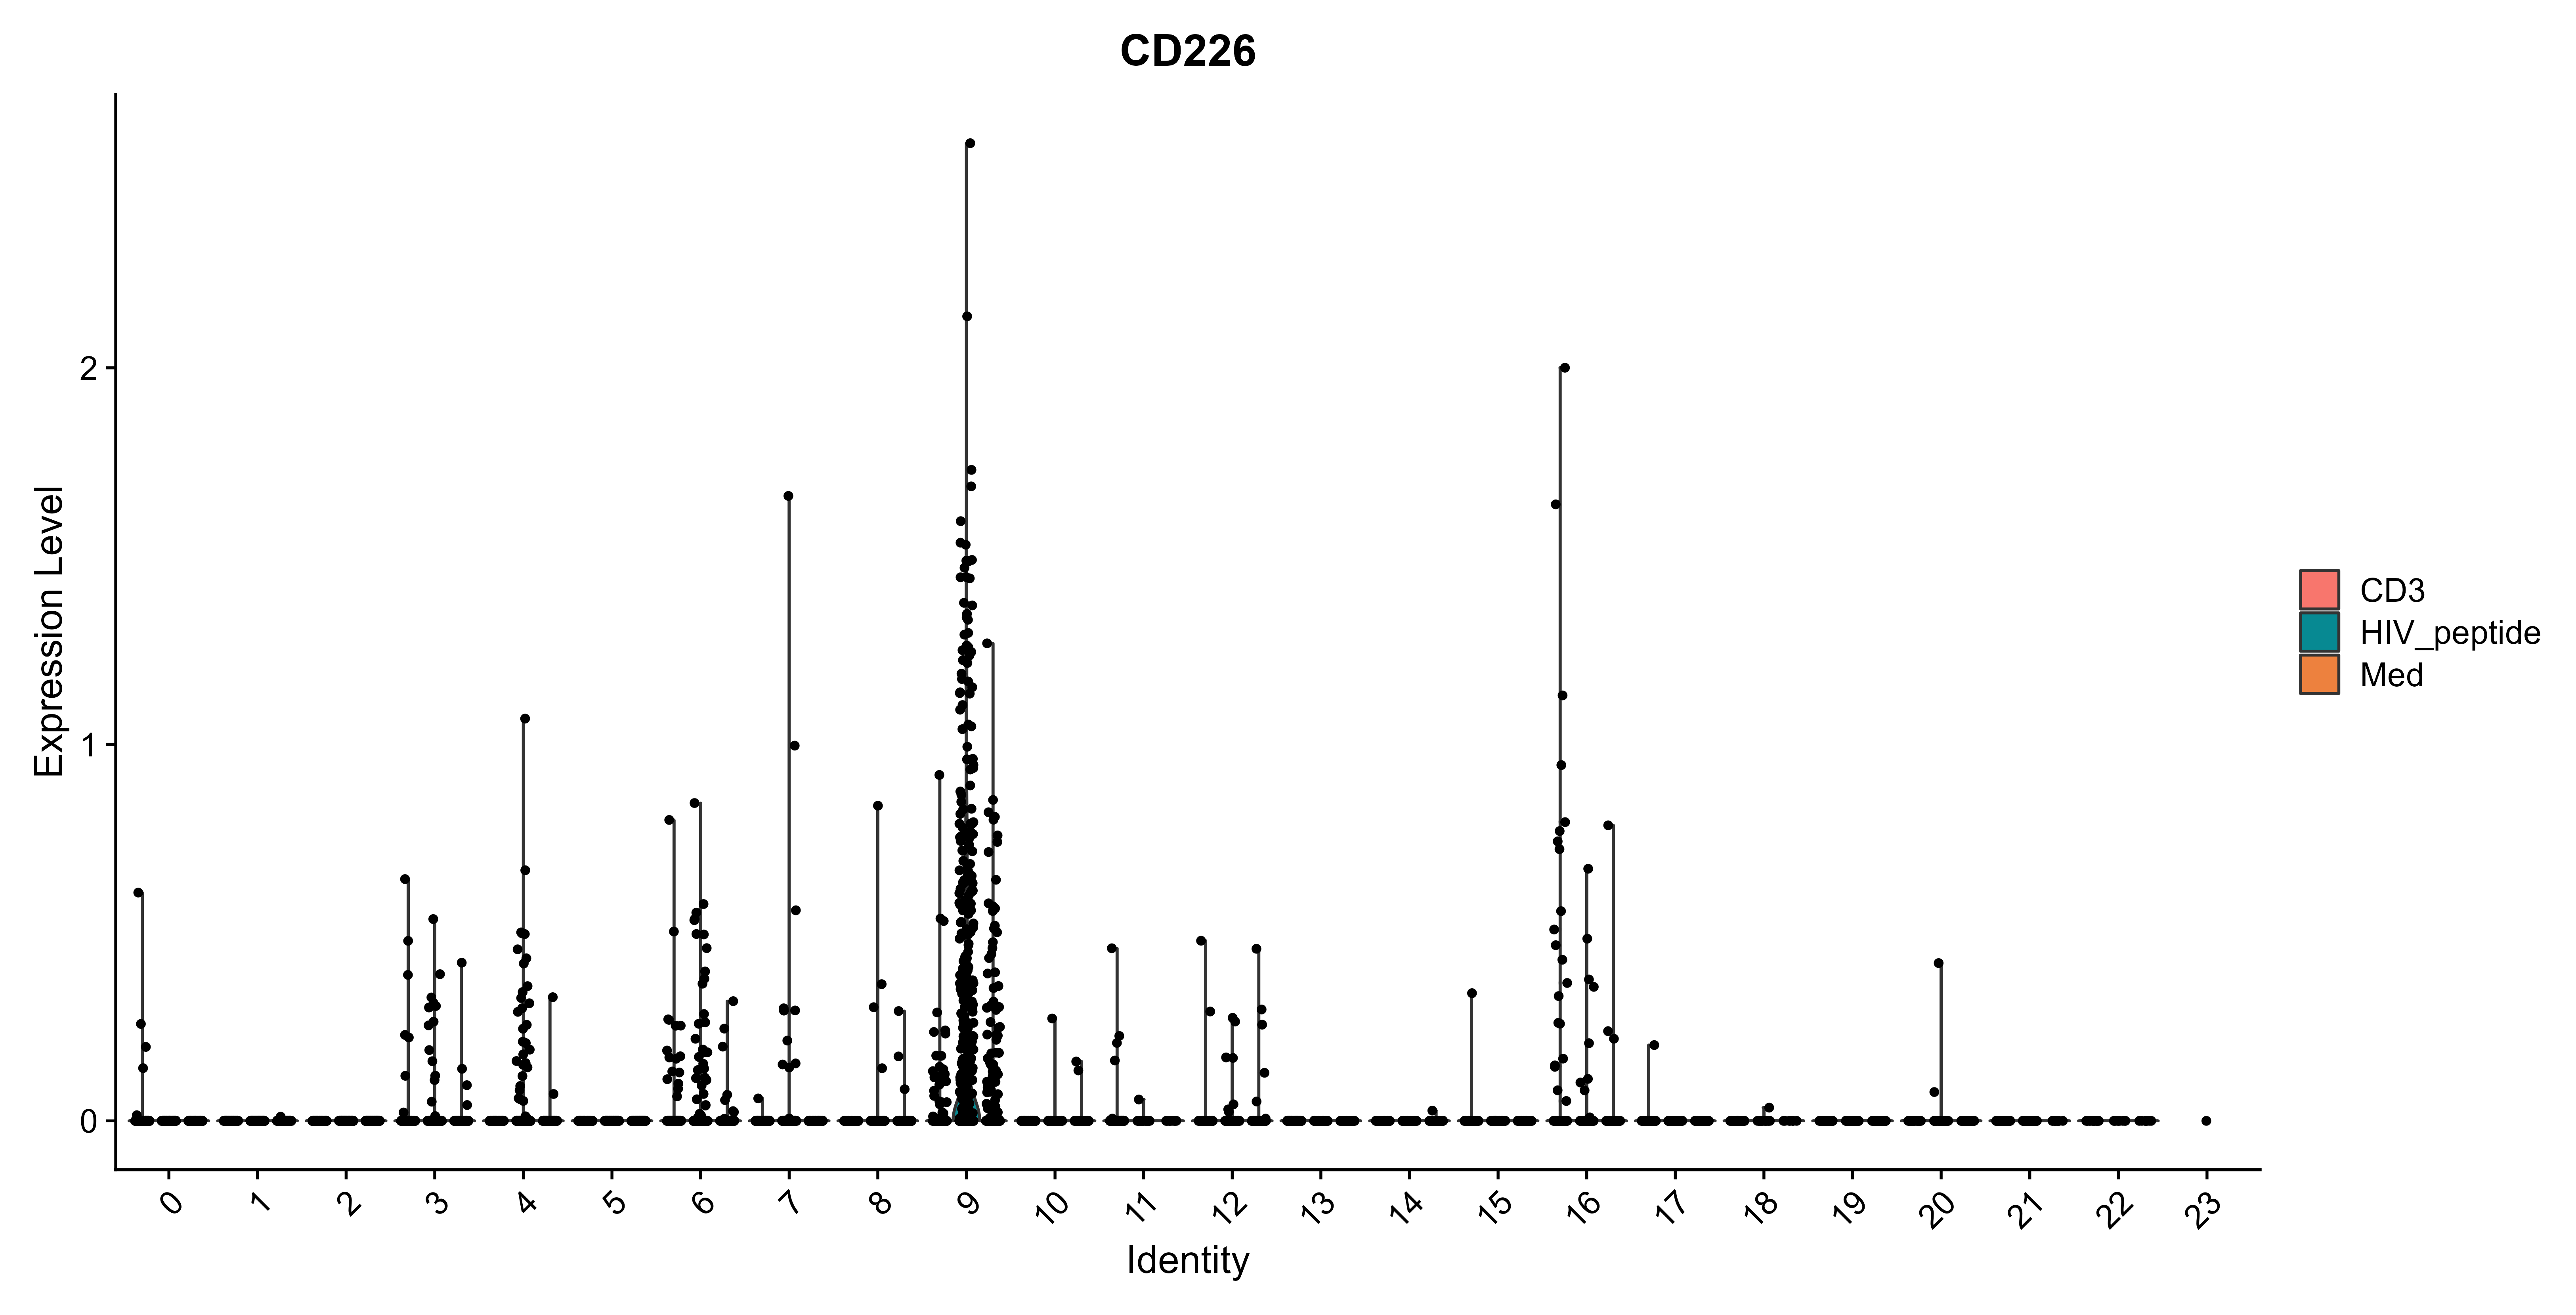 CD226
Expression Level
2
1
0
0 1 2 3 4 5 6 7 8 9 10 11 12 13 14 15 16 17 18 19 20 21 22 23
Identity
CD3
HIV_peptide
Med